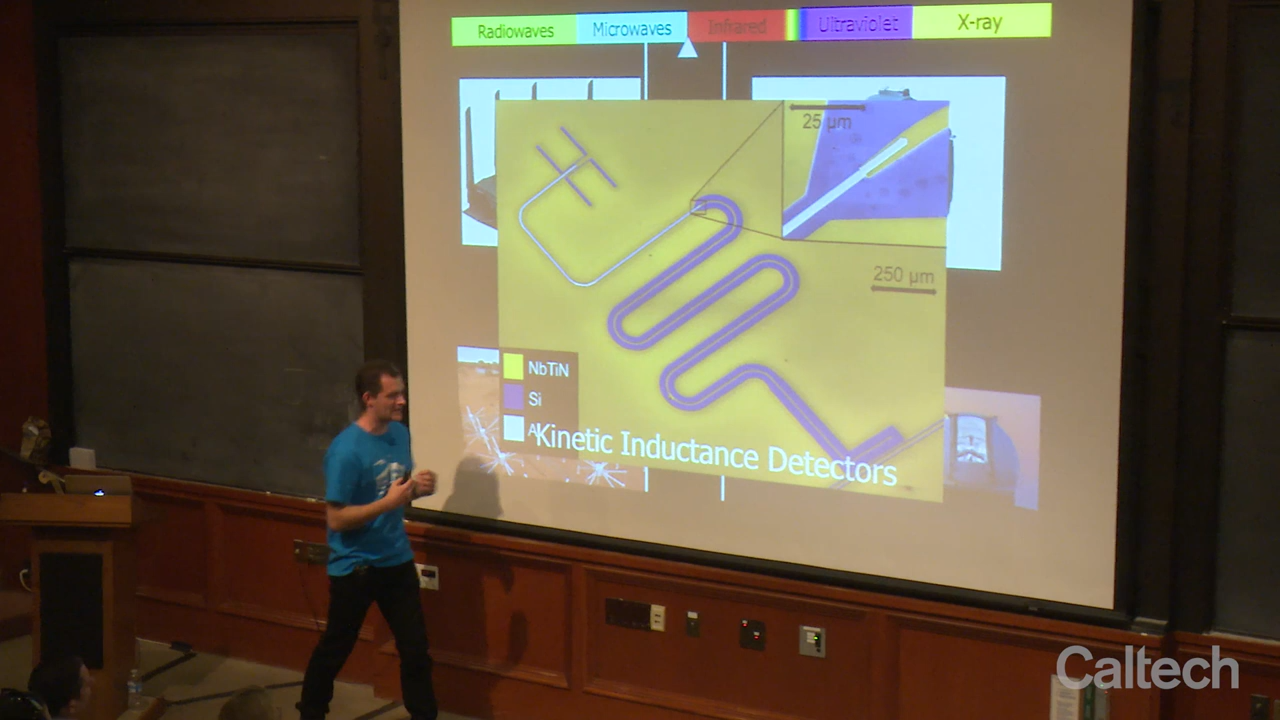 Radiowaves
Microwaves
Infrared
Ultraviolet
X-ray
25 µm
250 µm
NbTiN
Si
Kinetic Inductance Detectors
Caltech